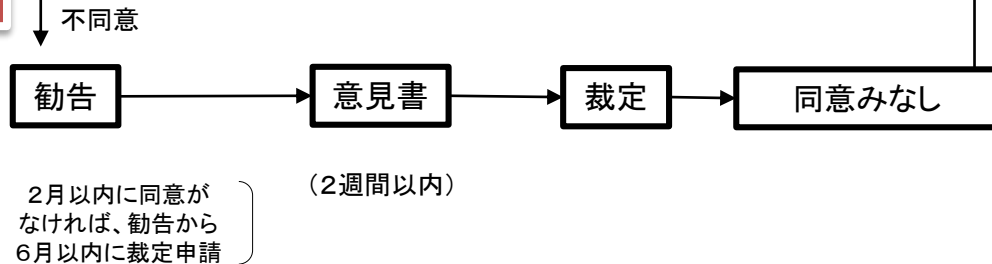 不同意
勧告
意見書
裁定
同意みなし
２月以内に同意が
なければ、勧告から
６月以内に裁定申請
（２週間以内）